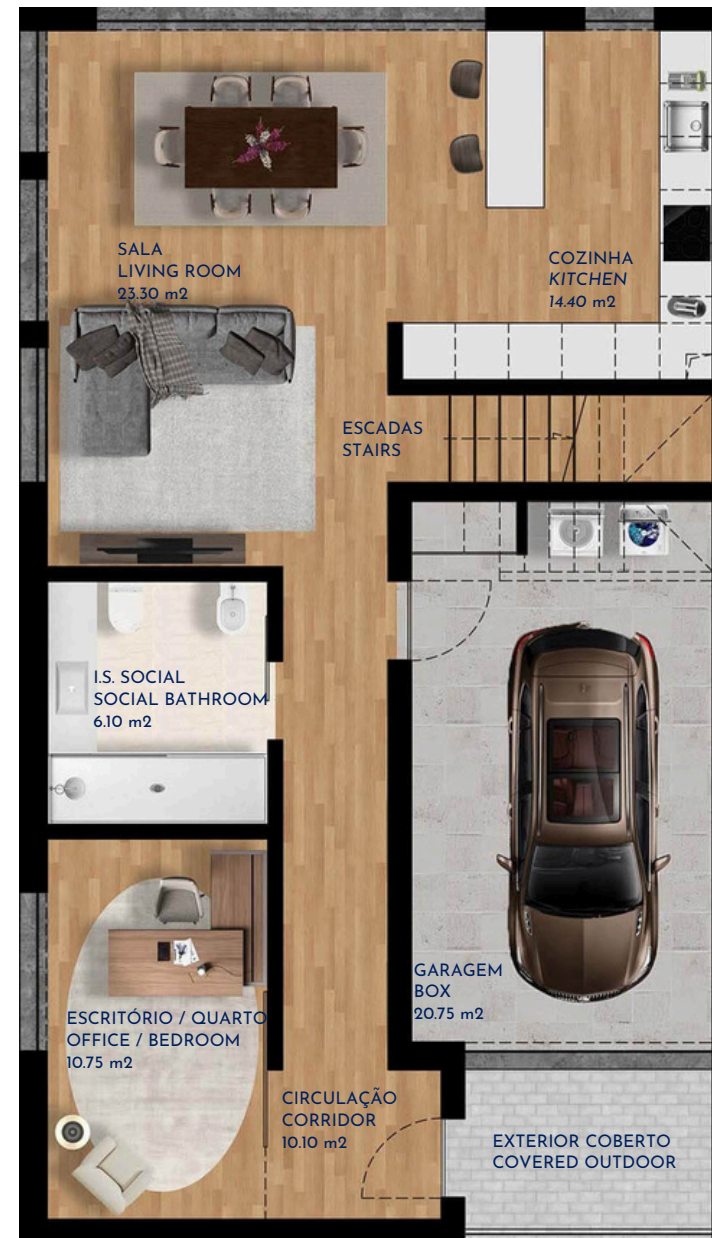 SALA
LIVING ROOM
23.30 m2
COZINHA
KITCHEN
14.40 m2
ESCADAS
STAIRS
I.S. SOCIAL
SOCIAL BATHROOM
6.10 m2
GARAGEM
BOX
20.75 m2
ESCRITÓRIO / QUARTO
OFFICE / BEDROOM
10.75 m2
CIRCULAÇÃO
CORRIDOR
10.10 m2
EXTERIOR COBERTO
COVERED OUTDOOR